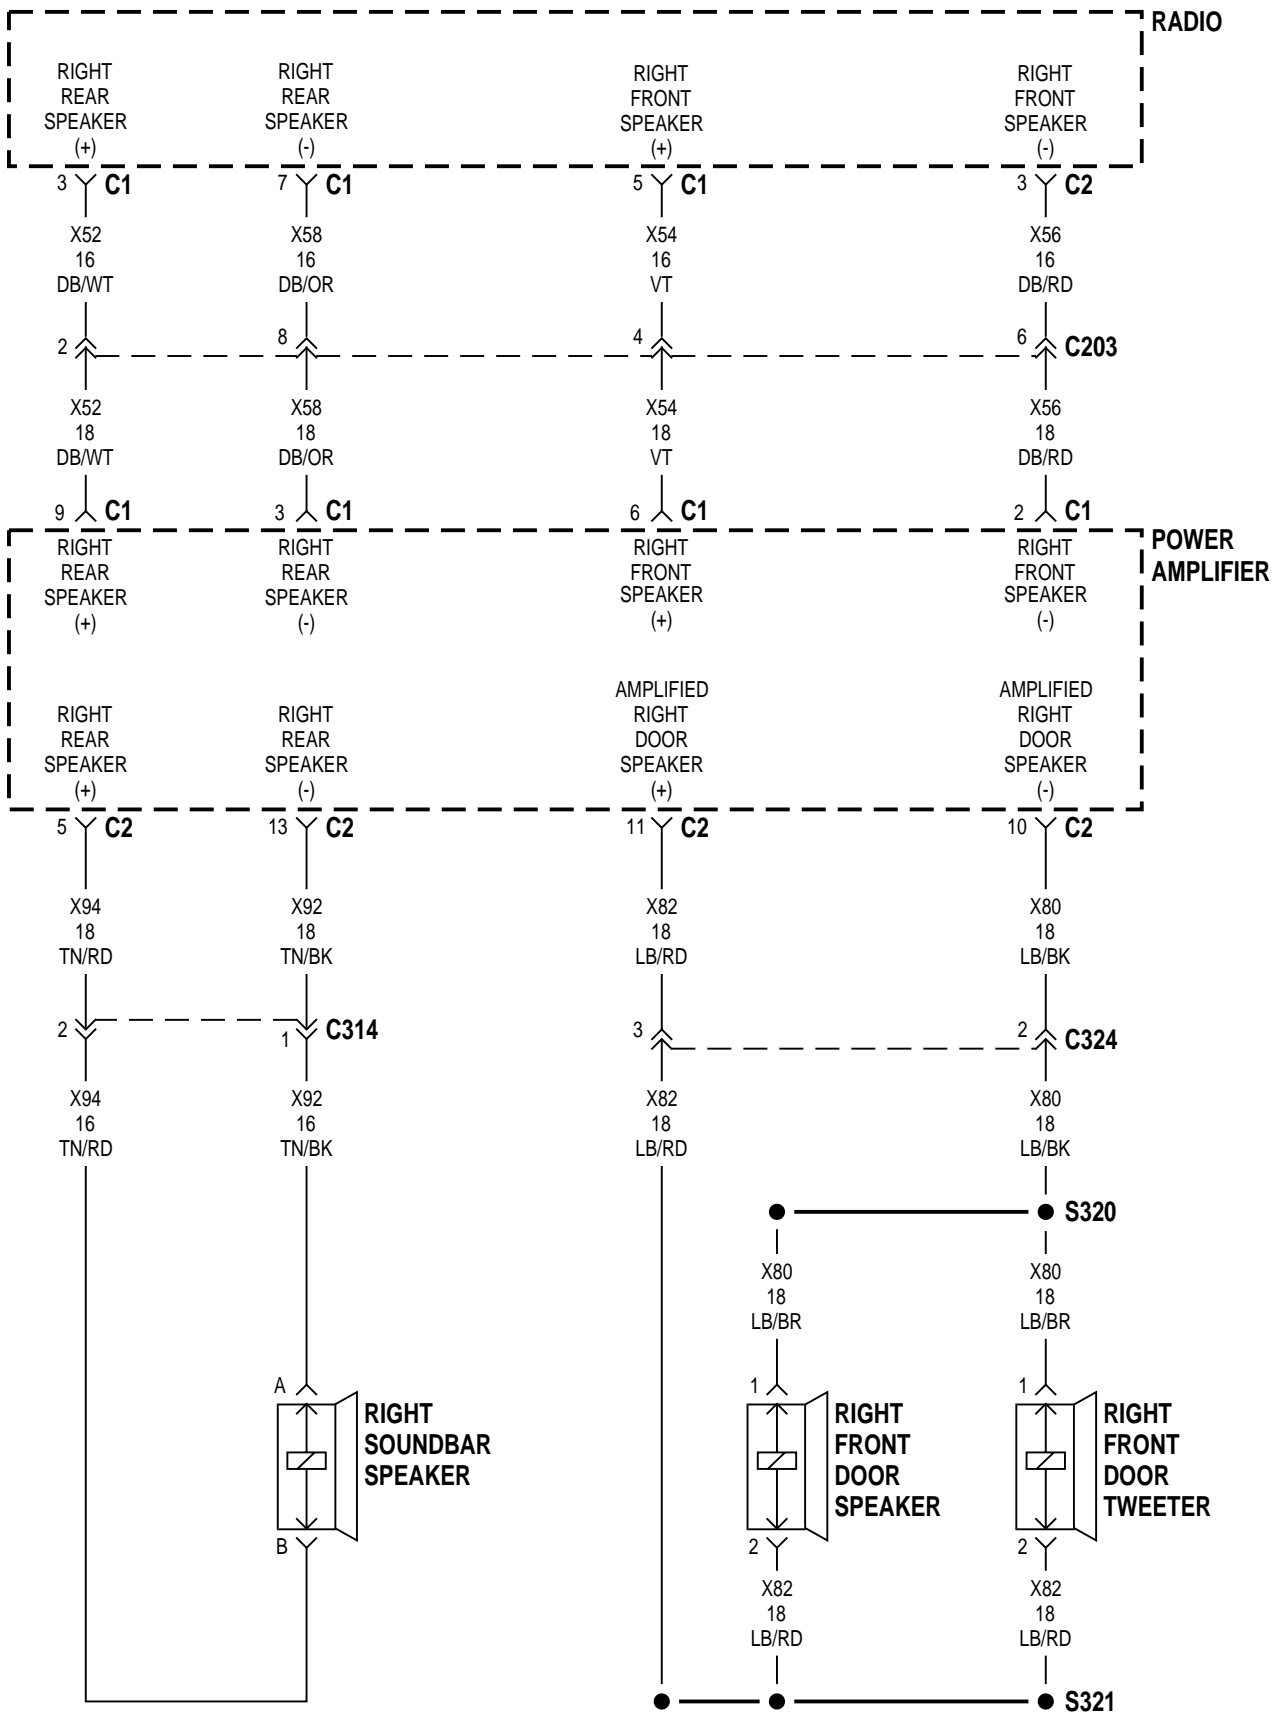 RADIO
RIGHT
REAR
SPEAKER
(+)
RIGHT
REAR
SPEAKER
(-)
RIGHT
FRONT
SPEAKER
(+)
RIGHT
FRONT
SPEAKER
(-)
3 C1
7 C1
5 C1
3 C2
X52
16
DB/WT
X58
16
DB/OR
X54
16
VT
X56
16
DB/RD
2
8
4
6 C203
X52
18
DB/WT
X58
18
DB/OR
X54
18
VT
X56
18
DB/RD
9 C1
3 C1
6 C1
2 C1
POWER
AMPLIFIER
RIGHT
REAR
SPEAKER
(+)
RIGHT
REAR
SPEAKER
(-)
RIGHT
FRONT
SPEAKER
(+)
RIGHT
FRONT
SPEAKER
(-)
RIGHT
REAR
SPEAKER
(+)
RIGHT
REAR
SPEAKER
(-)
AMPLIFIED
RIGHT
DOOR
SPEAKER
(+)
AMPLIFIED
RIGHT
DOOR
SPEAKER
(-)
5 C2
13 C2
11 C2
10 C2
X94
18
TN/RD
X92
18
TN/BK
X82
18
LB/RD
X80
18
LB/BK
2
1 C314
3
2 C324
X94
16
TN/RD
X92
16
TN/BK
X82
18
LB/RD
X80
18
LB/BK
S320
X80
18
LB/BR
X80
18
LB/BR
A
B
RIGHT
SOUNDBAR
SPEAKER
1
2
RIGHT
FRONT
DOOR
SPEAKER
1
2
RIGHT
FRONT
DOOR
TWEETER
X82
18
LB/RD
X82
18
LB/RD
S321